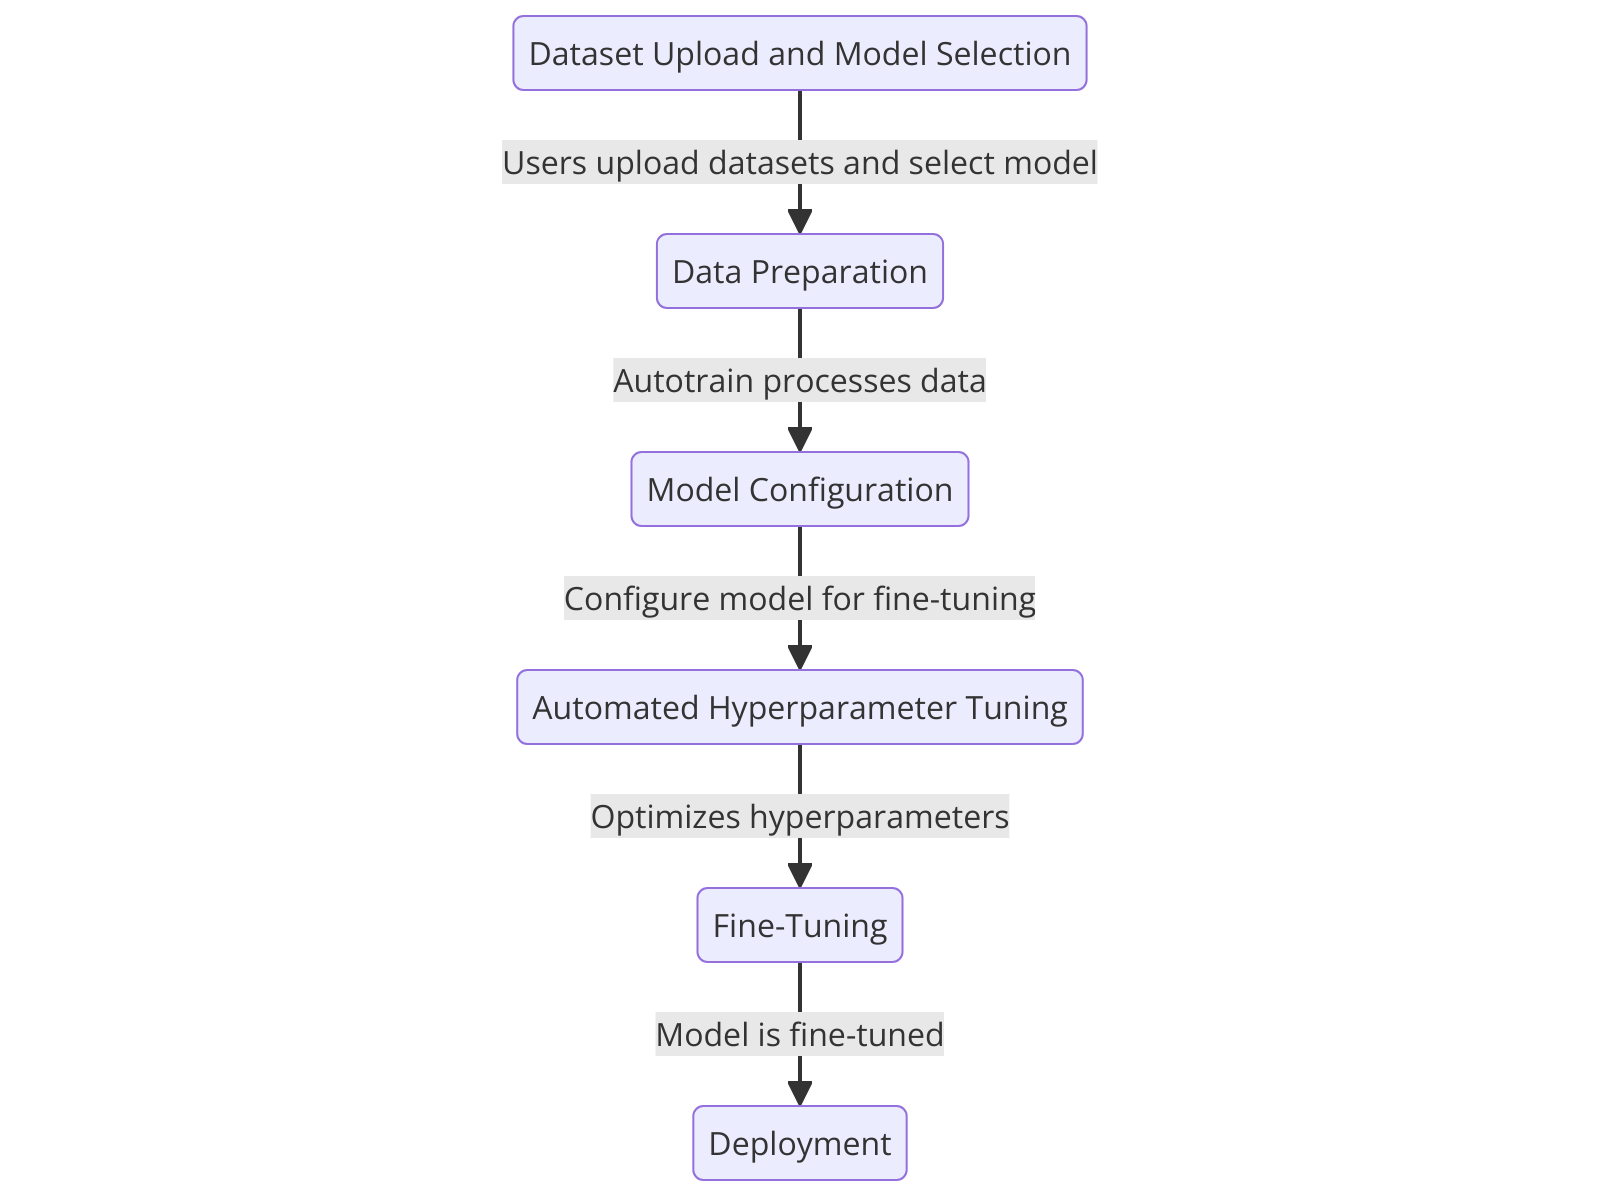 Dataset Upload and Model Selection
Users upload datasets and select model
Data Preparation
Autotrain processes data
Model Configuration
Configure model for fine-tuning
Automated Hyperparameter Tuning
Optimizes hyperparameters
Fine-Tuning
Model is fine-tuned
Deployment